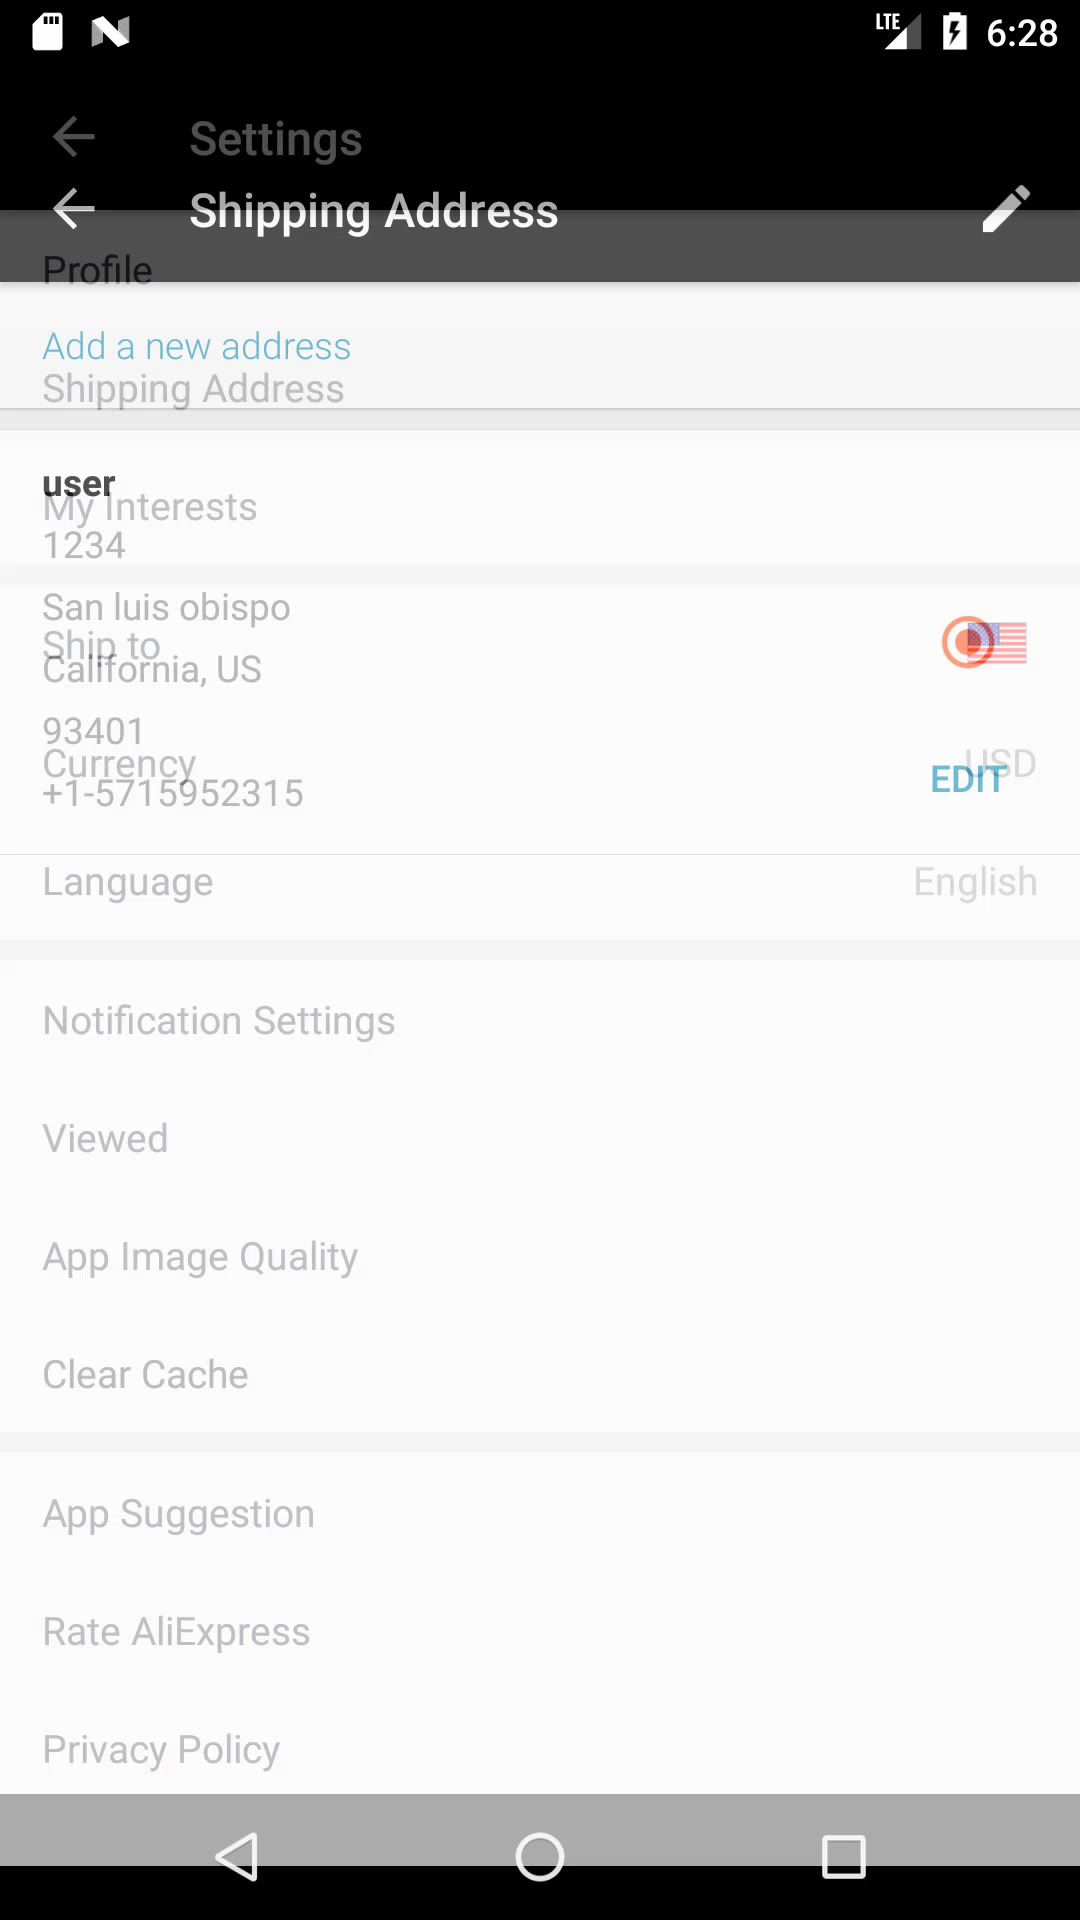 LTE 6:28
Settings
Shipping Address
Profile
Add a new address
Shipping Address
user
My Interests
1234
San luis obispo
Ship to
California, US
93401
Currency USD
EDIT
+1-5715952315
Language English
Notification Settings
Viewed
App Image Quality
Clear Cache
App Suggestion
Rate AliExpress
Privacy Policy